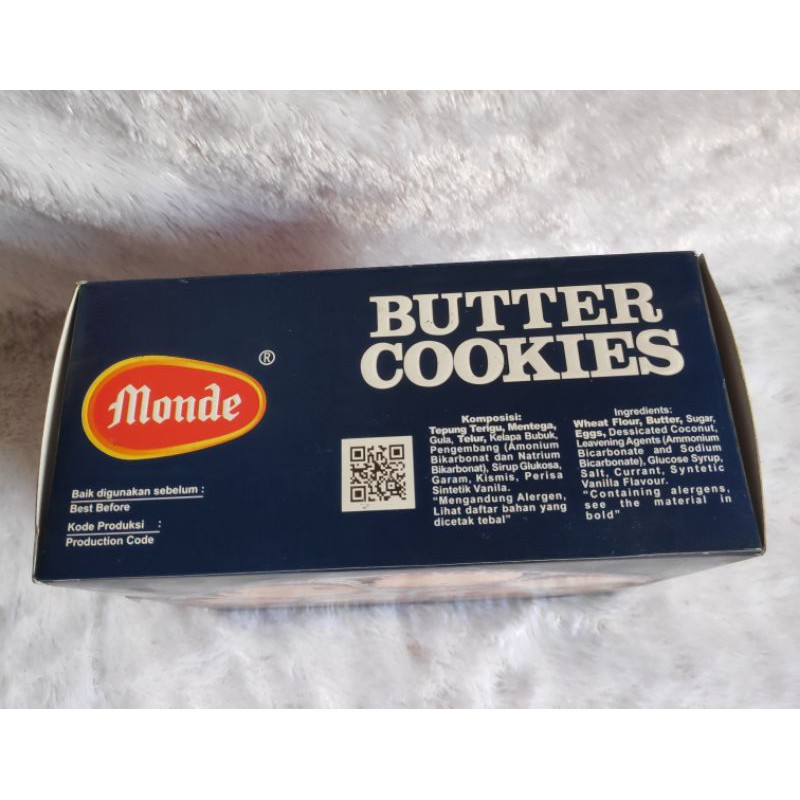 BUTTER
COOKIES
Monde
®
Baik digunakan sebelum :
Best Before
Kode Produksi :
Production Code
Komposisi:
Tepung Terigu, Mentega,
Gula, Telur, Kelapa Bubuk,
Pengembang (Amonium
Bikarbonat dan Natrium
Bikarbonat), Sirup Glukosa,
Garam, Kismis, Perisa
Sintetik Vanila.
"Mengandung Alergen,
Lihat daftar bahan yang
dicetak tebal"
Ingredients:
Wheat Flour, Butter, Sugar,
Eggs, Dessicated Coconut,
Leavening Agents (Ammonium
Bicarbonate and Sodium
Bicarbonate), Glucose Syrup,
Salt, Currant, Syntetic
Vanilla Flavour.
"Containing alergens,
see the material in
bold"